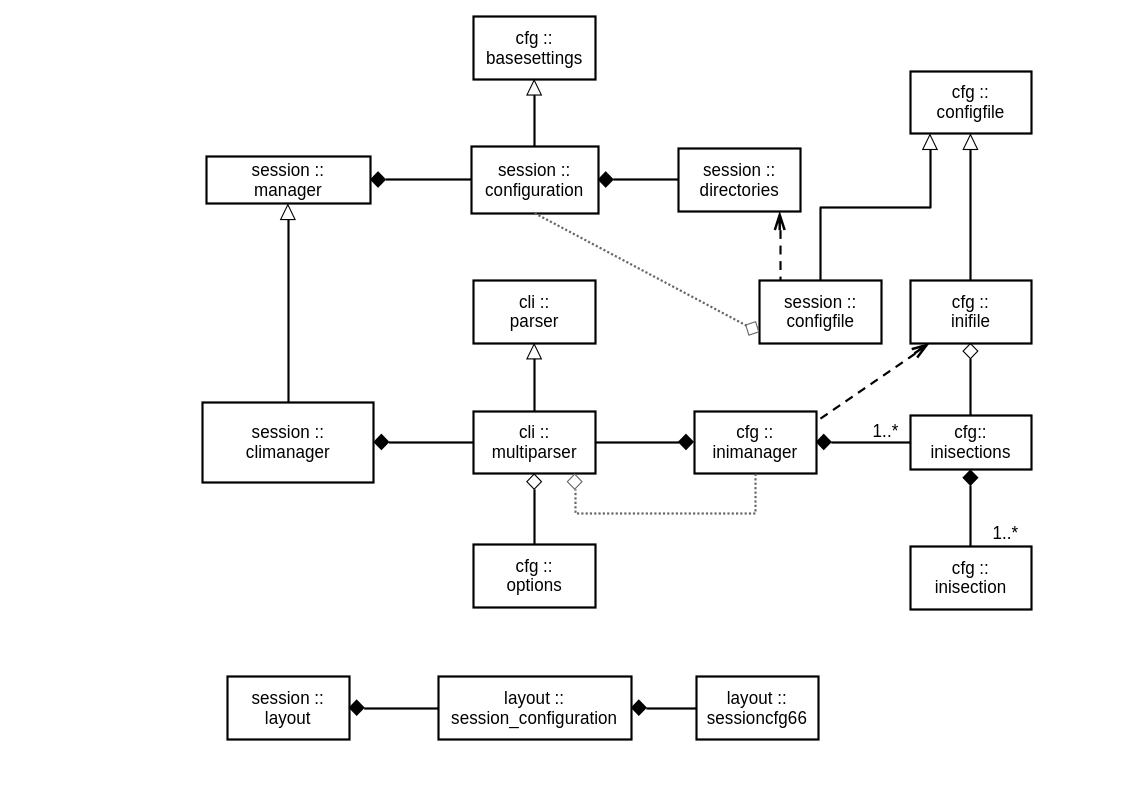 cfg ::
basesettings
cfg ::
configfile
session ::
manager
session ::
configuration
session ::
directories
cli ::
parser
session ::
configfile
cfg ::
inifile
session ::
climanager
cli ::
multiparser
cfg ::
inimanager
1..*
cfg::
inisections
1..*
cfg ::
options
cfg ::
inisection
session ::
layout
layout ::
session_configuration
layout ::
sessioncfg66